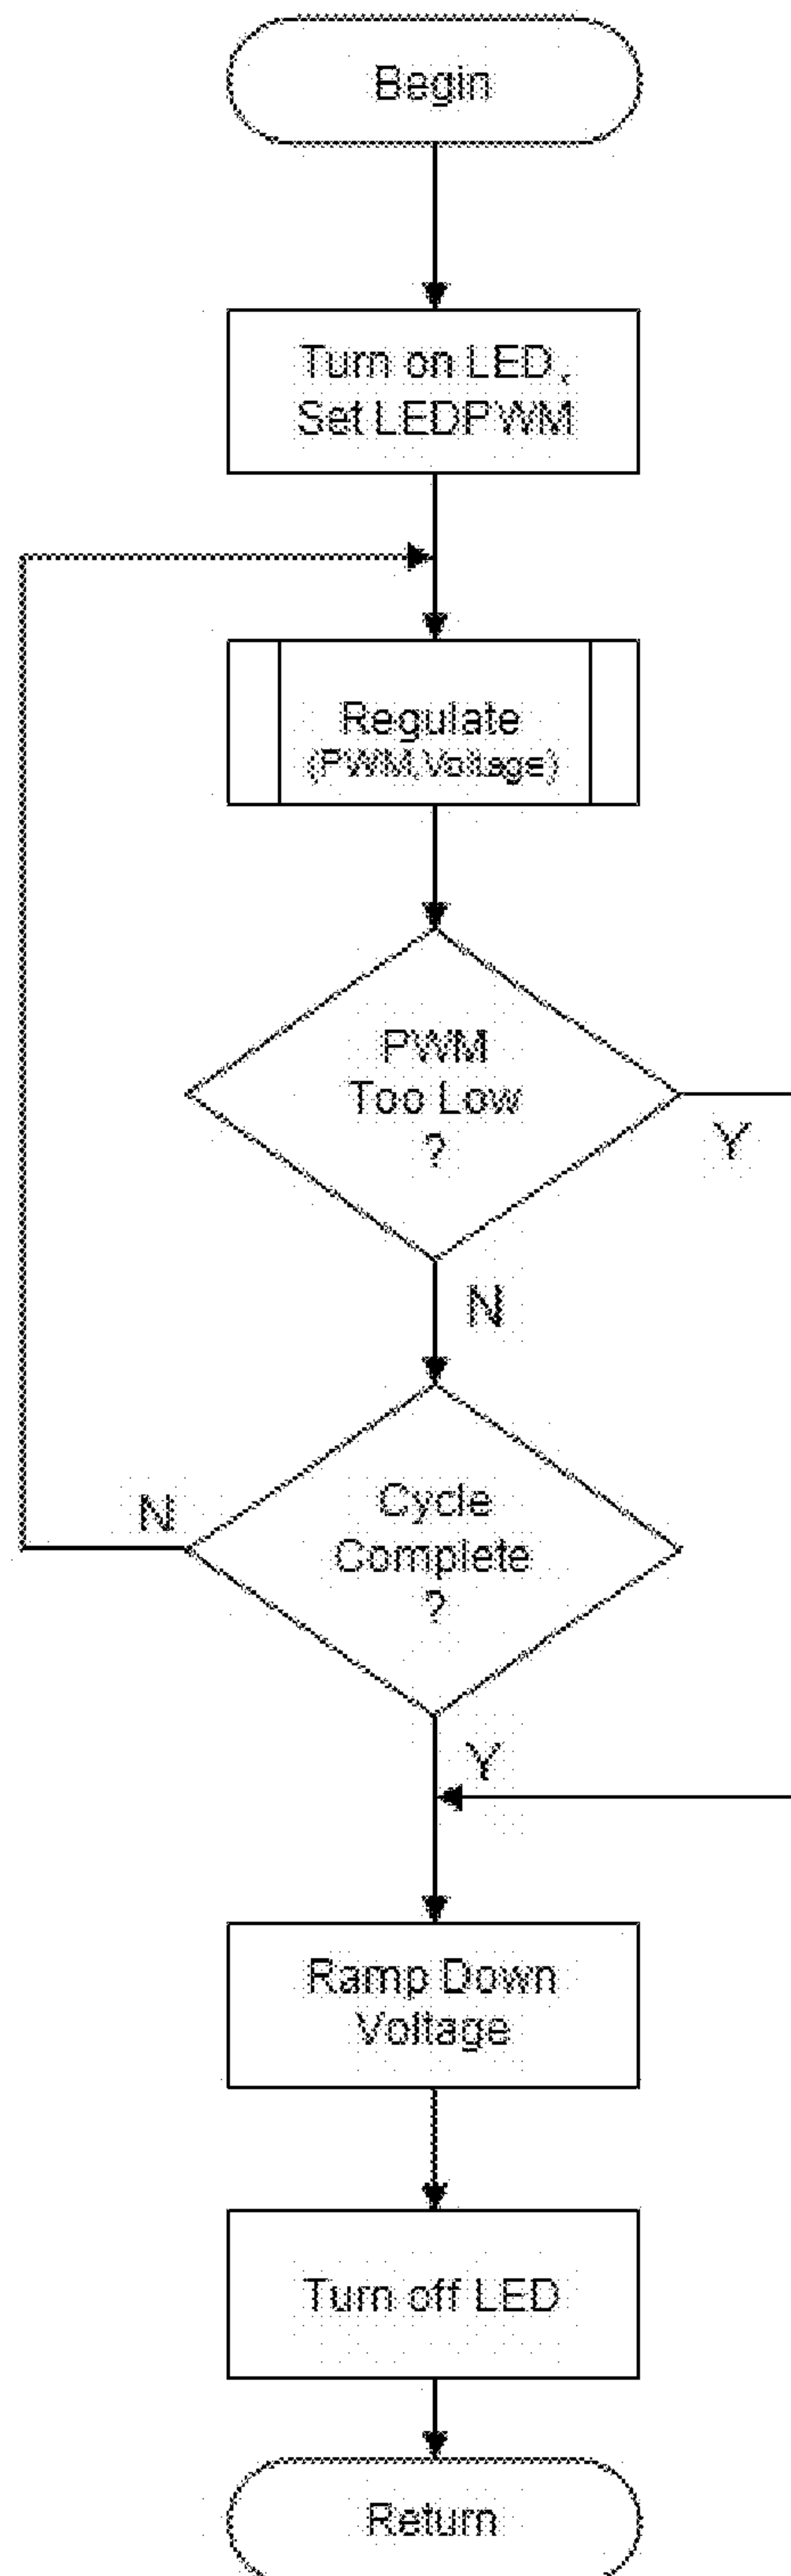 Begin
Turn on LED,
Set LEDPWM
Regulate
(PWM,Voltage)
PWM
Too Low
?
Y
N
Cycle
Complete
?
N
Y
Ramp Down
Voltage
Turn off LED
Return